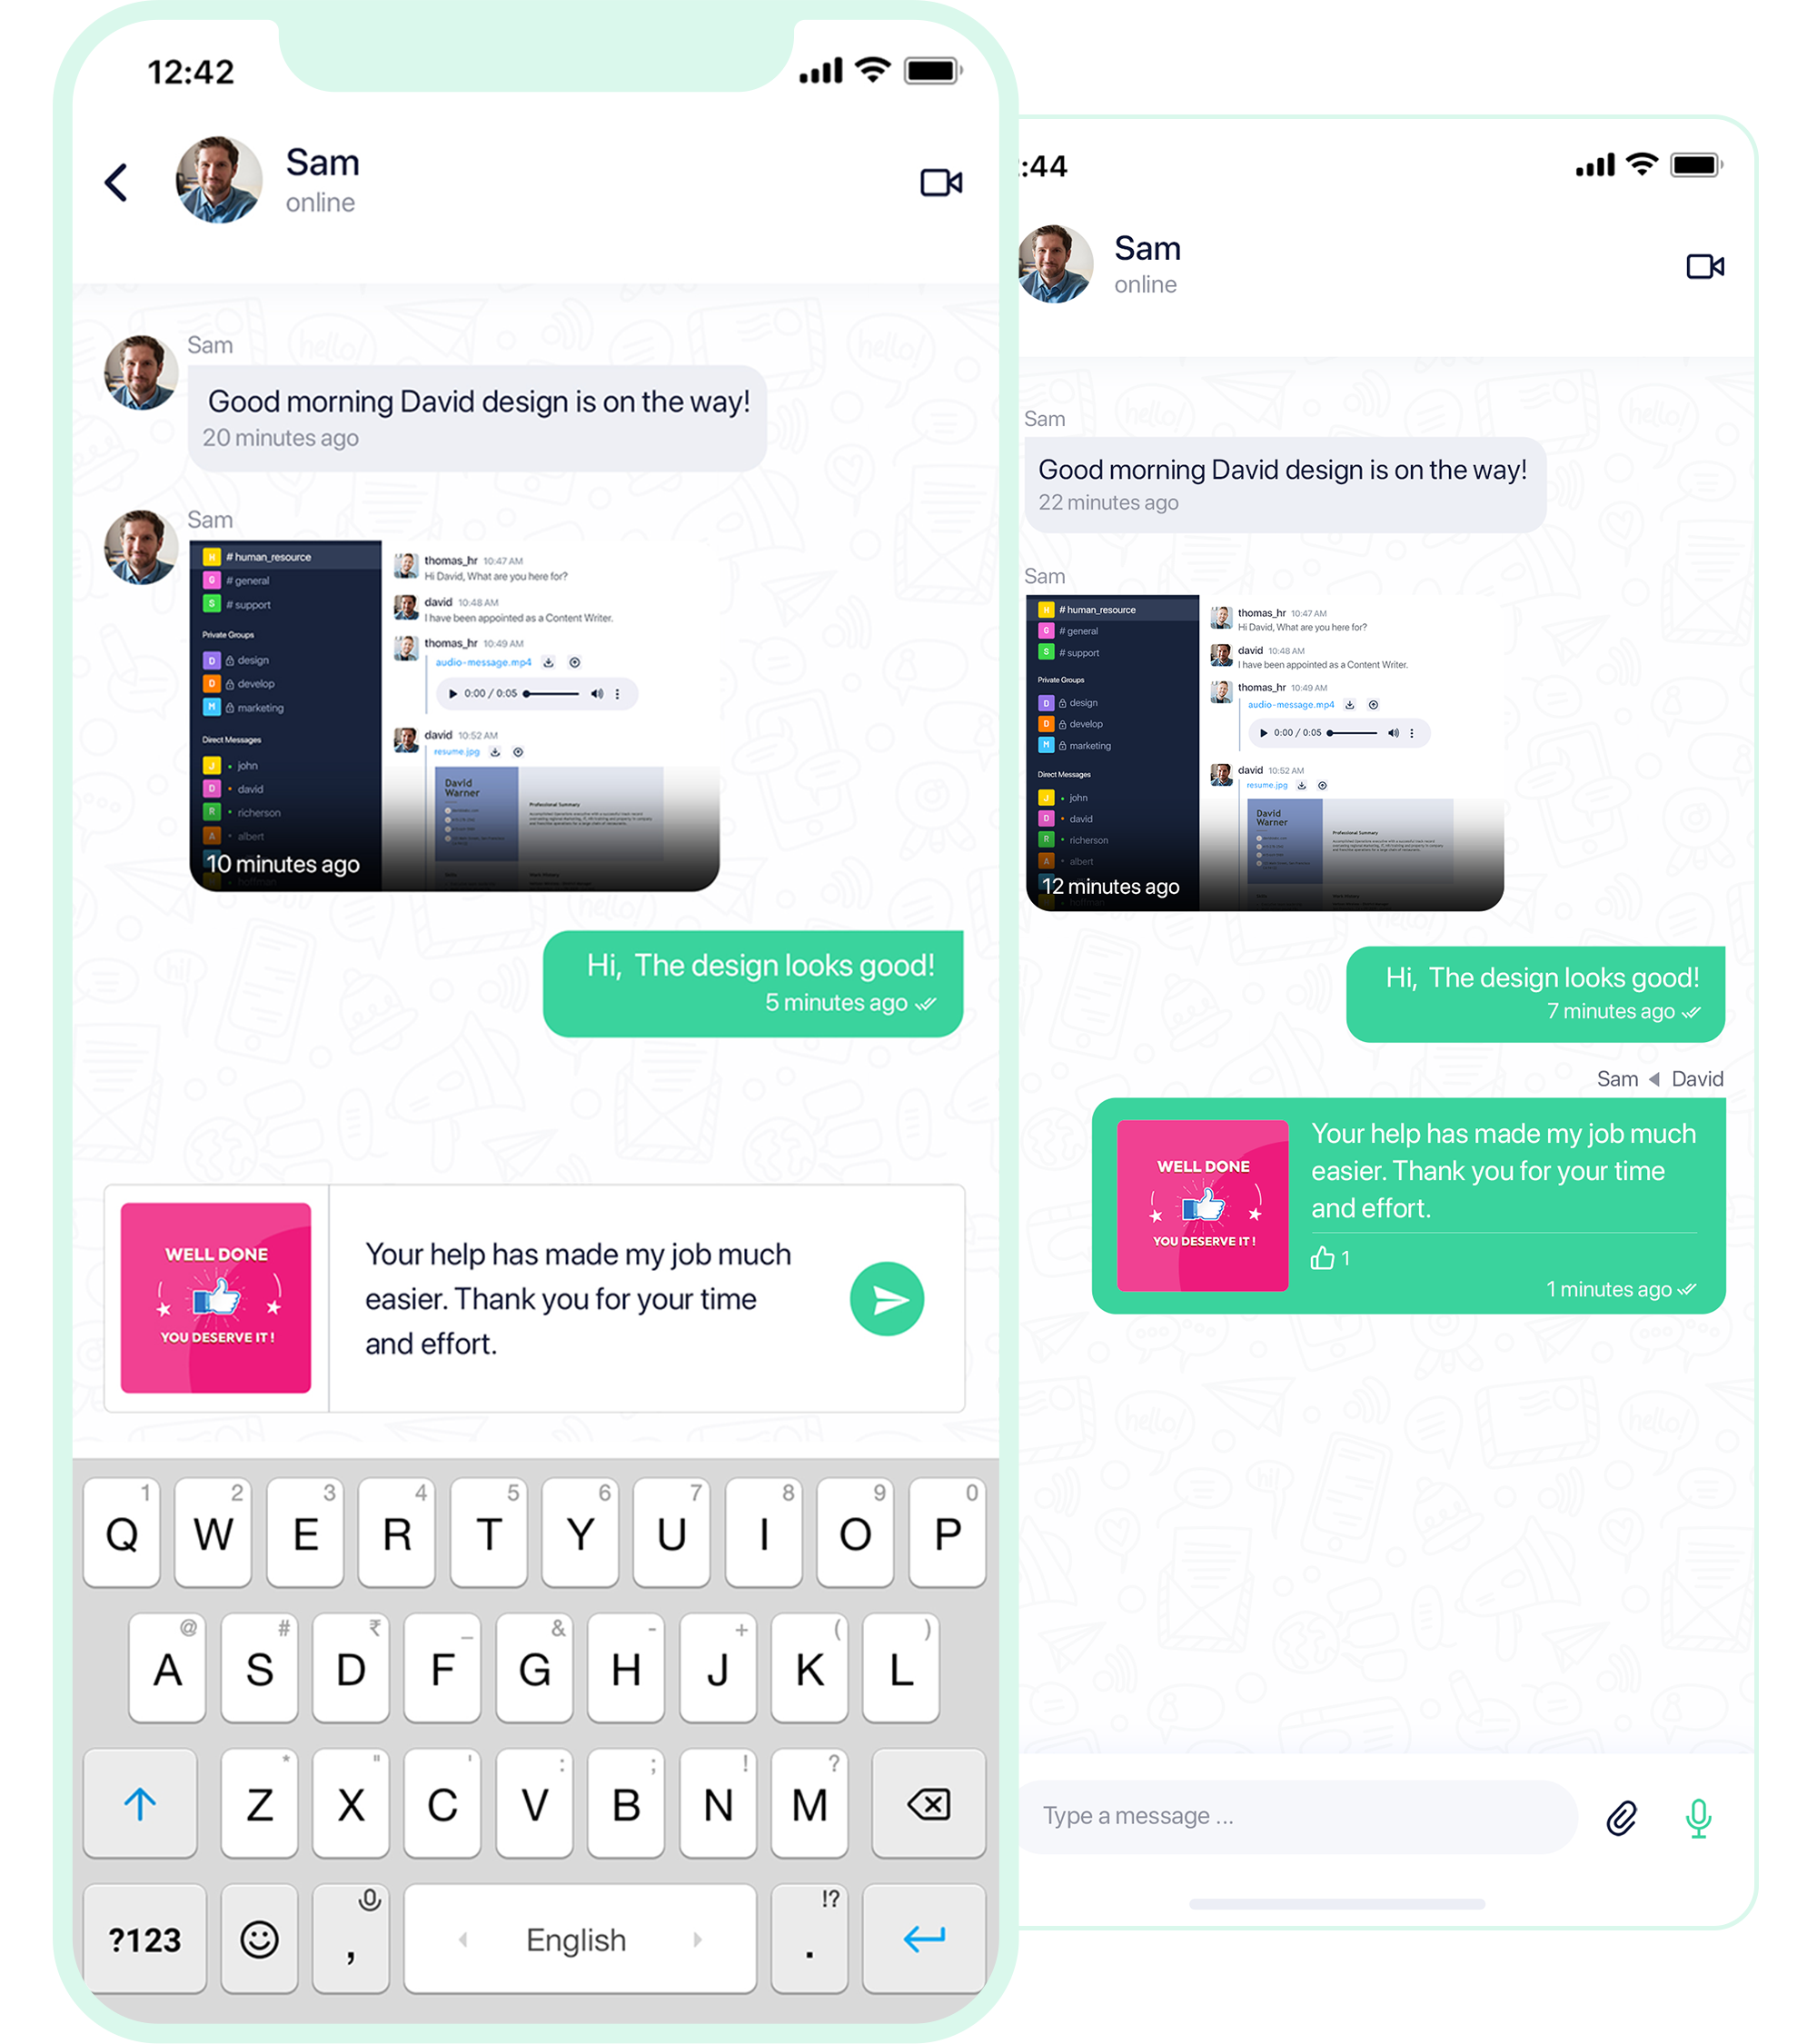 12:42
Sam
online
Sam
Good morning David design is on the way!
20 minutes ago
Sam
H # human_resource
G # general
S # support
Private Groups
D design
D develop
M marketing
Direct Messages
J john
D david
R richerson
A albert
hoffman
10 minutes ago
thomas_hr 10:47 AM
Hi David, What are you here for?
david 10:48 AM
I have been appointed as a Content Writer.
thomas_hr 10:49 AM
audio-message.mp4
0:00 / 0:05
david 10:52 AM
resume.jpg
David
Warner
Professional Summary
Hi, The design looks good!
5 minutes ago
WELL DONE
YOU DESERVE IT !
Your help has made my job much
easier. Thank you for your time
and effort.
1 2 3 4 5 6 7 8 9 0
Q W E R T Y U I O P
@ # ₹ _ & - + ( )
A S D F G H J K L
* " ' : ; ! ?
Z X C V B N M
!?
?123 , English .
:44
Sam
online
Sam
Good morning David design is on the way!
22 minutes ago
Sam
H # human_resource
G # general
S # support
Private Groups
D design
D develop
M marketing
Direct Messages
J john
D david
R richerson
A albert
hoffman
12 minutes ago
thomas_hr 10:47 AM
Hi David, What are you here for?
david 10:48 AM
I have been appointed as a Content Writer.
thomas_hr 10:49 AM
audio-message.mp4
0:00 / 0:05
david 10:52 AM
resume.jpg
David
Warner
Professional Summary
Hi, The design looks good!
7 minutes ago
Sam David
WELL DONE
YOU DESERVE IT !
Your help has made my job much
easier. Thank you for your time
and effort.
1
1 minutes ago
Type a message ...